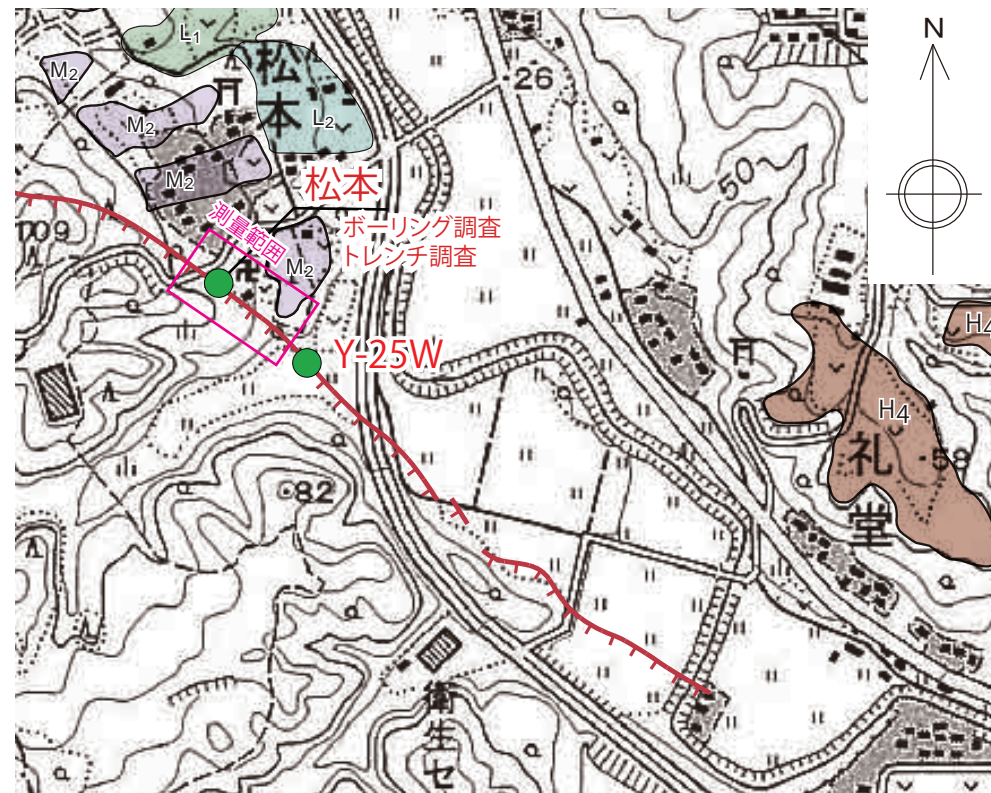 N
L₁
M₂
松本
L₂
26
M₂
M₂
松本
50
測量範囲
ボーリング調査
トレンチ調査
109
M₂
H₄
Y-25W
H₄
礼堂
58
82
衛生セ